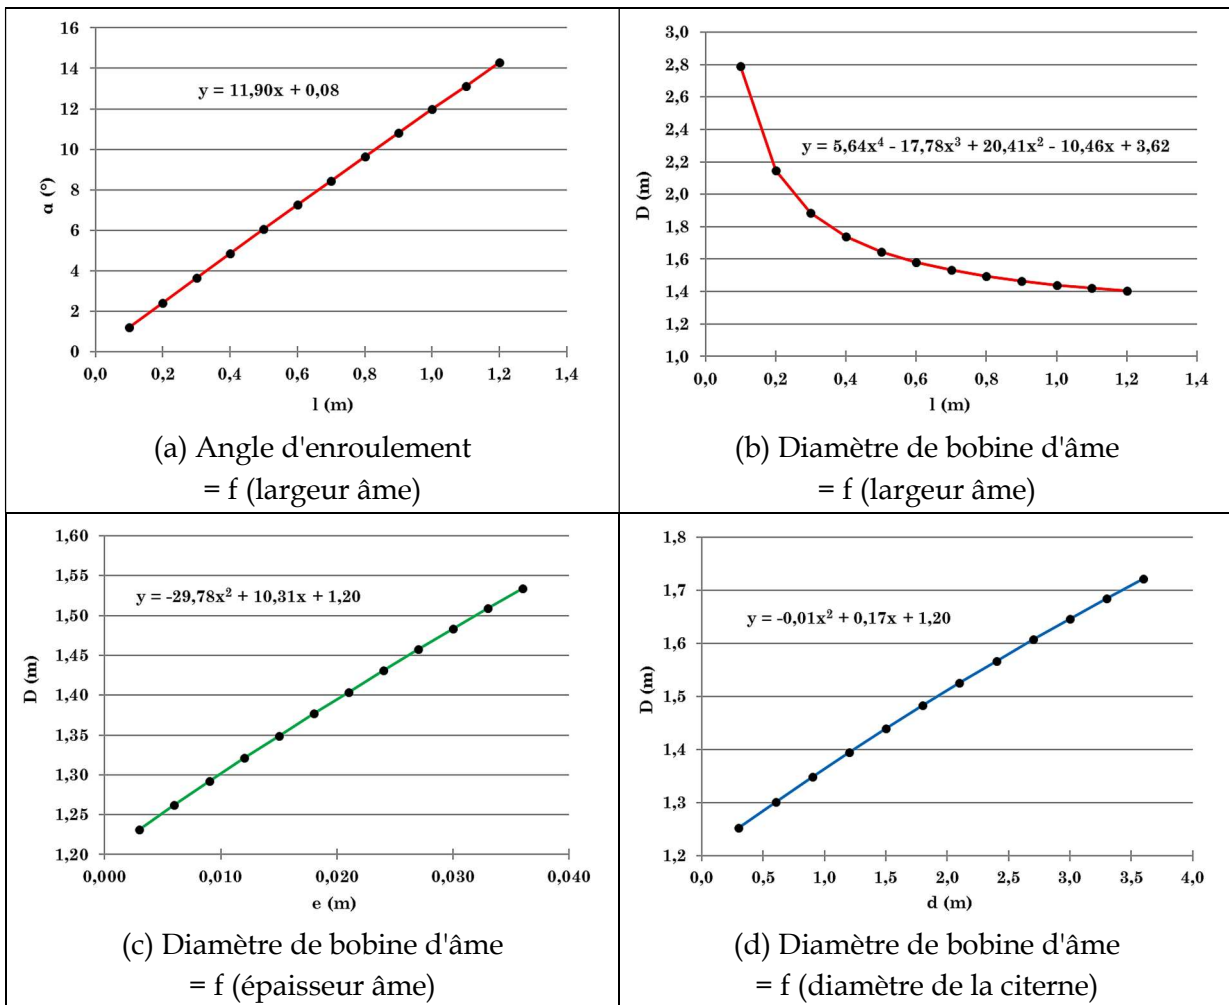 16
14
12
10
8
6
4
2
0
α (°)
y = 11,90x + 0,08
0,0 0,2 0,4 0,6 0,8 1,0 1,2 1,4
l (m)
(a) Angle d'enroulement
= f (largeur âme)
3,0
2,8
2,6
2,4
2,2
2,0
1,8
1,6
1,4
1,2
1,0
D (m)
y = 5,64x⁴ - 17,78x³ + 20,41x² - 10,46x + 3,62
0,0 0,2 0,4 0,6 0,8 1,0 1,2 1,4
l (m)
(b) Diamètre de bobine d'âme
= f (largeur âme)
1,60
1,55
1,50
1,45
1,40
1,35
1,30
1,25
1,20
D (m)
y = -29,78x² + 10,31x + 1,20
0,000 0,010 0,020 0,030 0,040
e (m)
(c) Diamètre de bobine d'âme
= f (épaisseur âme)
1,8
1,7
1,6
1,5
1,4
1,3
1,2
D (m)
y = -0,01x² + 0,17x + 1,20
0,0 0,5 1,0 1,5 2,0 2,5 3,0 3,5 4,0
d (m)
(d) Diamètre de bobine d'âme
= f (diamètre de la citerne)